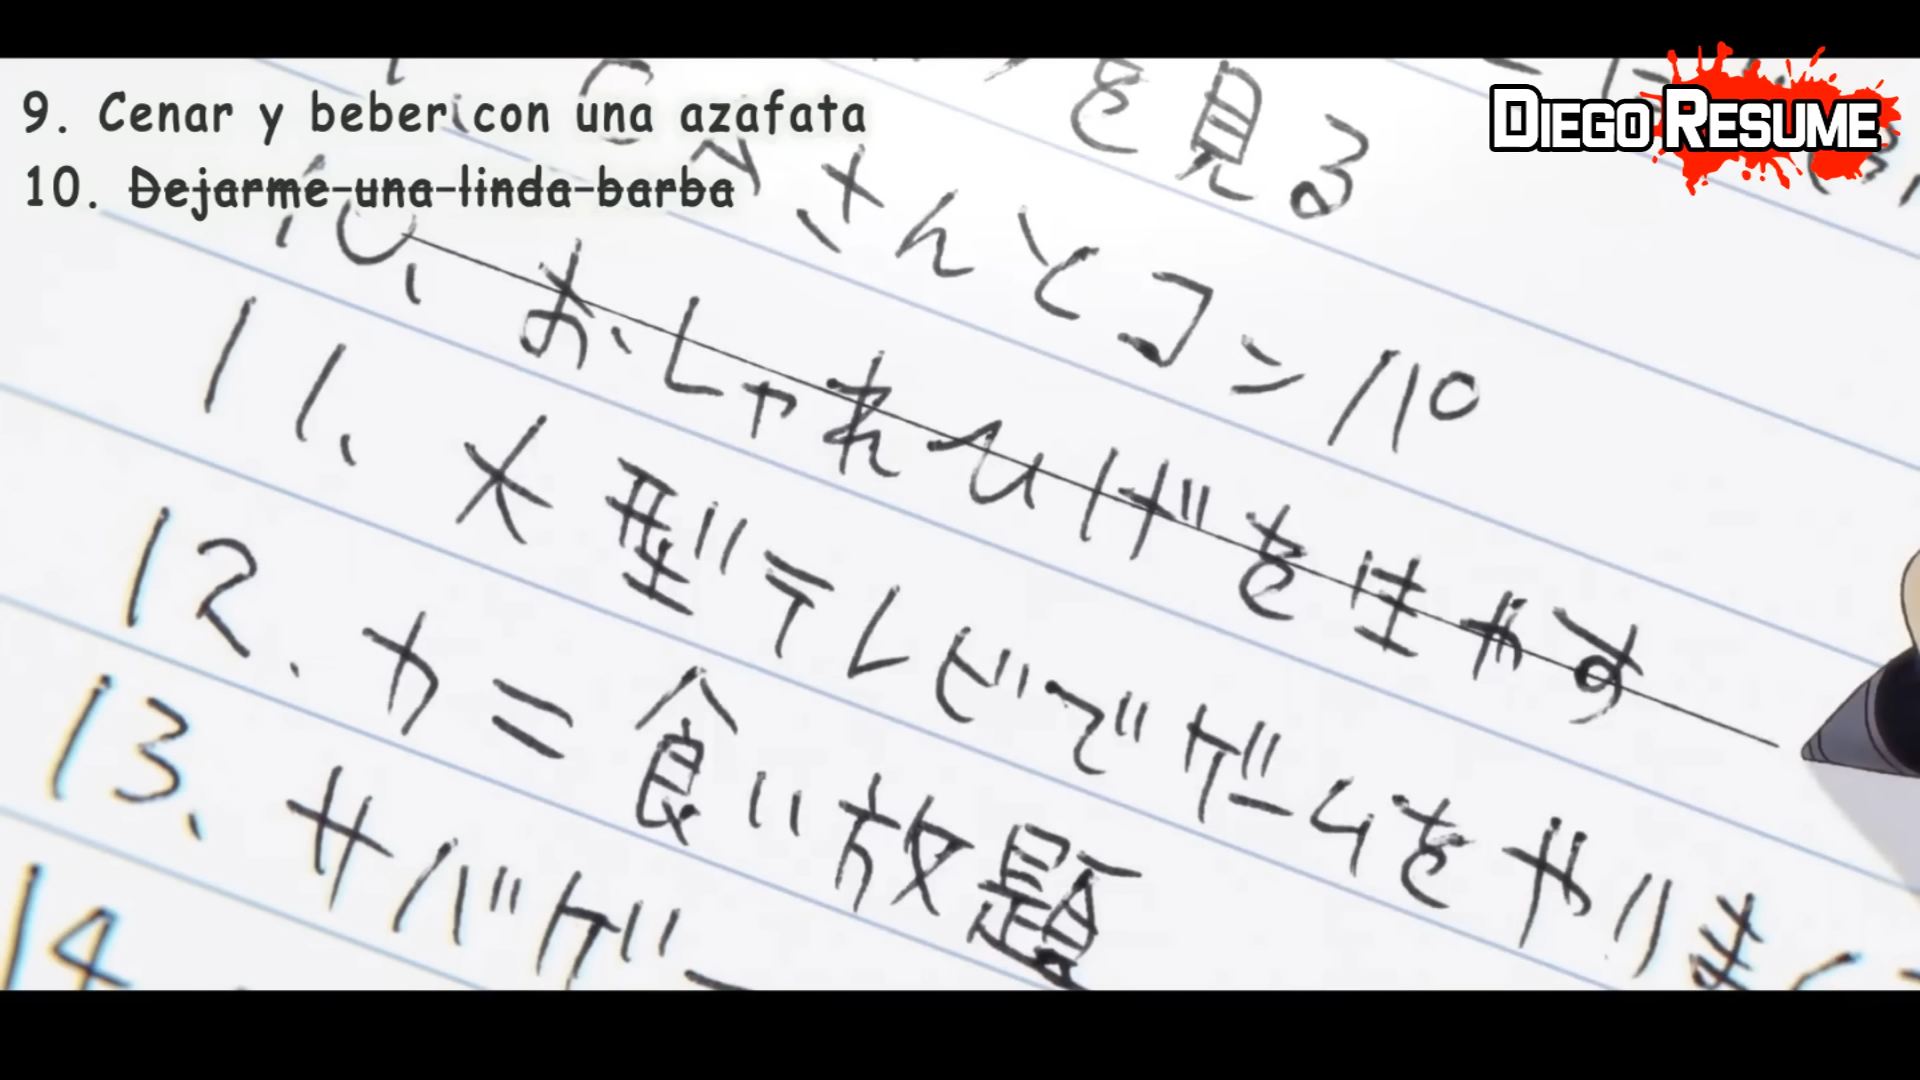 9. Cenar y beber con una azafata
10. Dejarme una linda barba
DIEGO RESUME
を見る
さんとコンパ
10、おしゃれひげをはやす
11、大型テレビでゲームをやりま
12、カニ食い放題
13、サバゲー
14